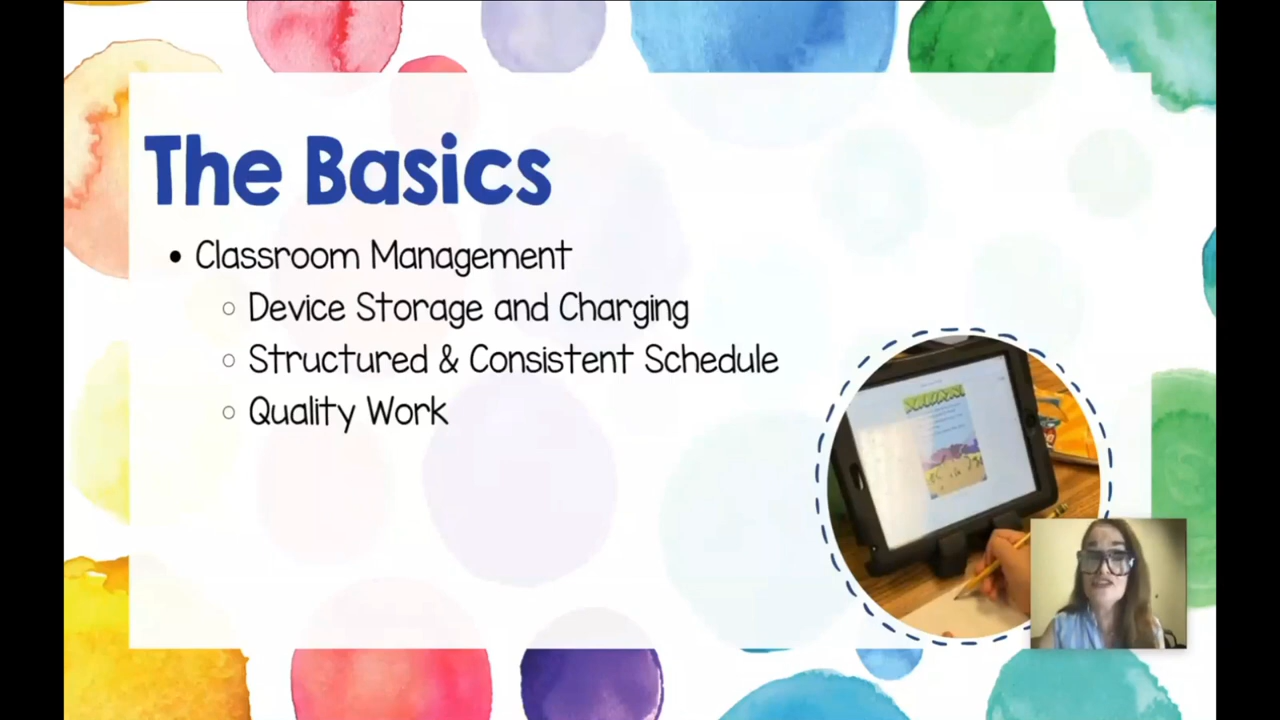 The Basics
Classroom Management
Device Storage and Charging
Structured & Consistent Schedule
Quality Work